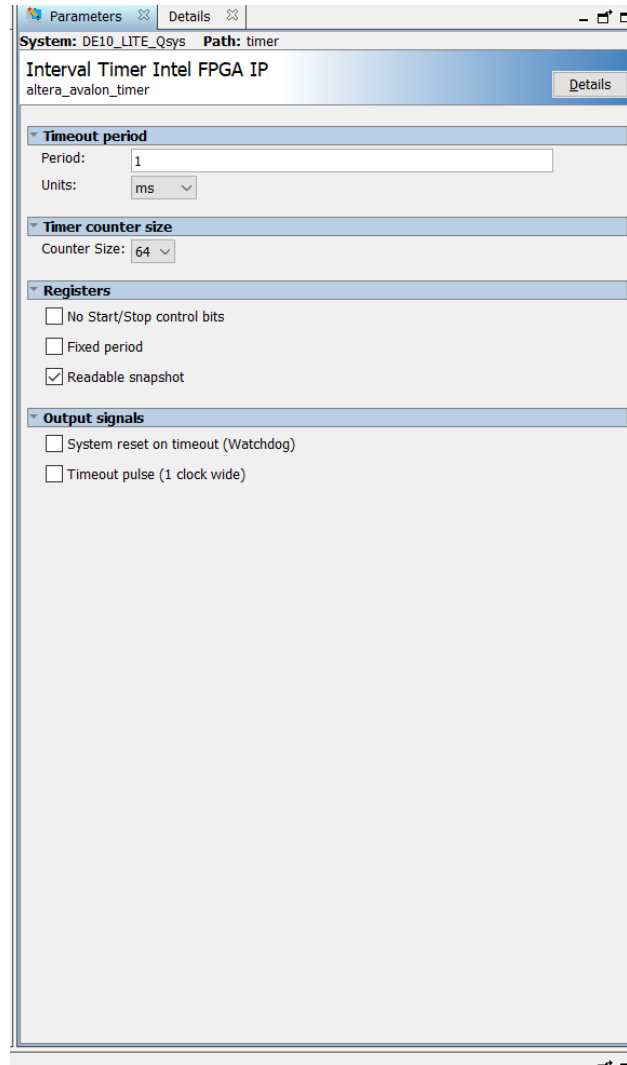 Parameters Details
System: DE10_LITE_Qsys Path: timer
Interval Timer Intel FPGA IP
altera_avalon_timer
Details
Timeout period
Period: 1
Units: ms
Timer counter size
Counter Size: 64
Registers
No Start/Stop control bits
Fixed period
Readable snapshot
Output signals
System reset on timeout (Watchdog)
Timeout pulse (1 clock wide)